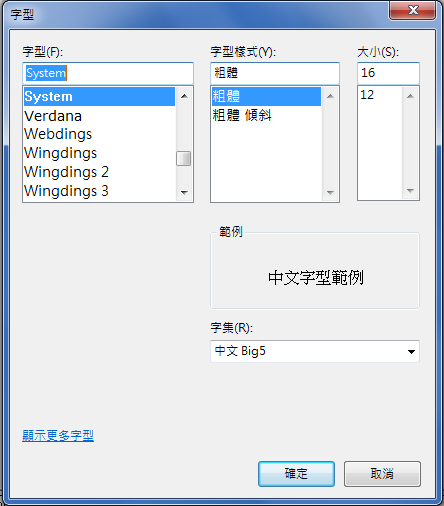 字型
字型(F):
System
System
Verdana
Webdings
Wingdings
Wingdings 2
Wingdings 3
字型樣式(Y):
粗體
粗體
粗體 傾斜
大小(S):
16
12
範例
中文字型範例
字集(R):
中文 Big5
顯示更多字型
確定
取消